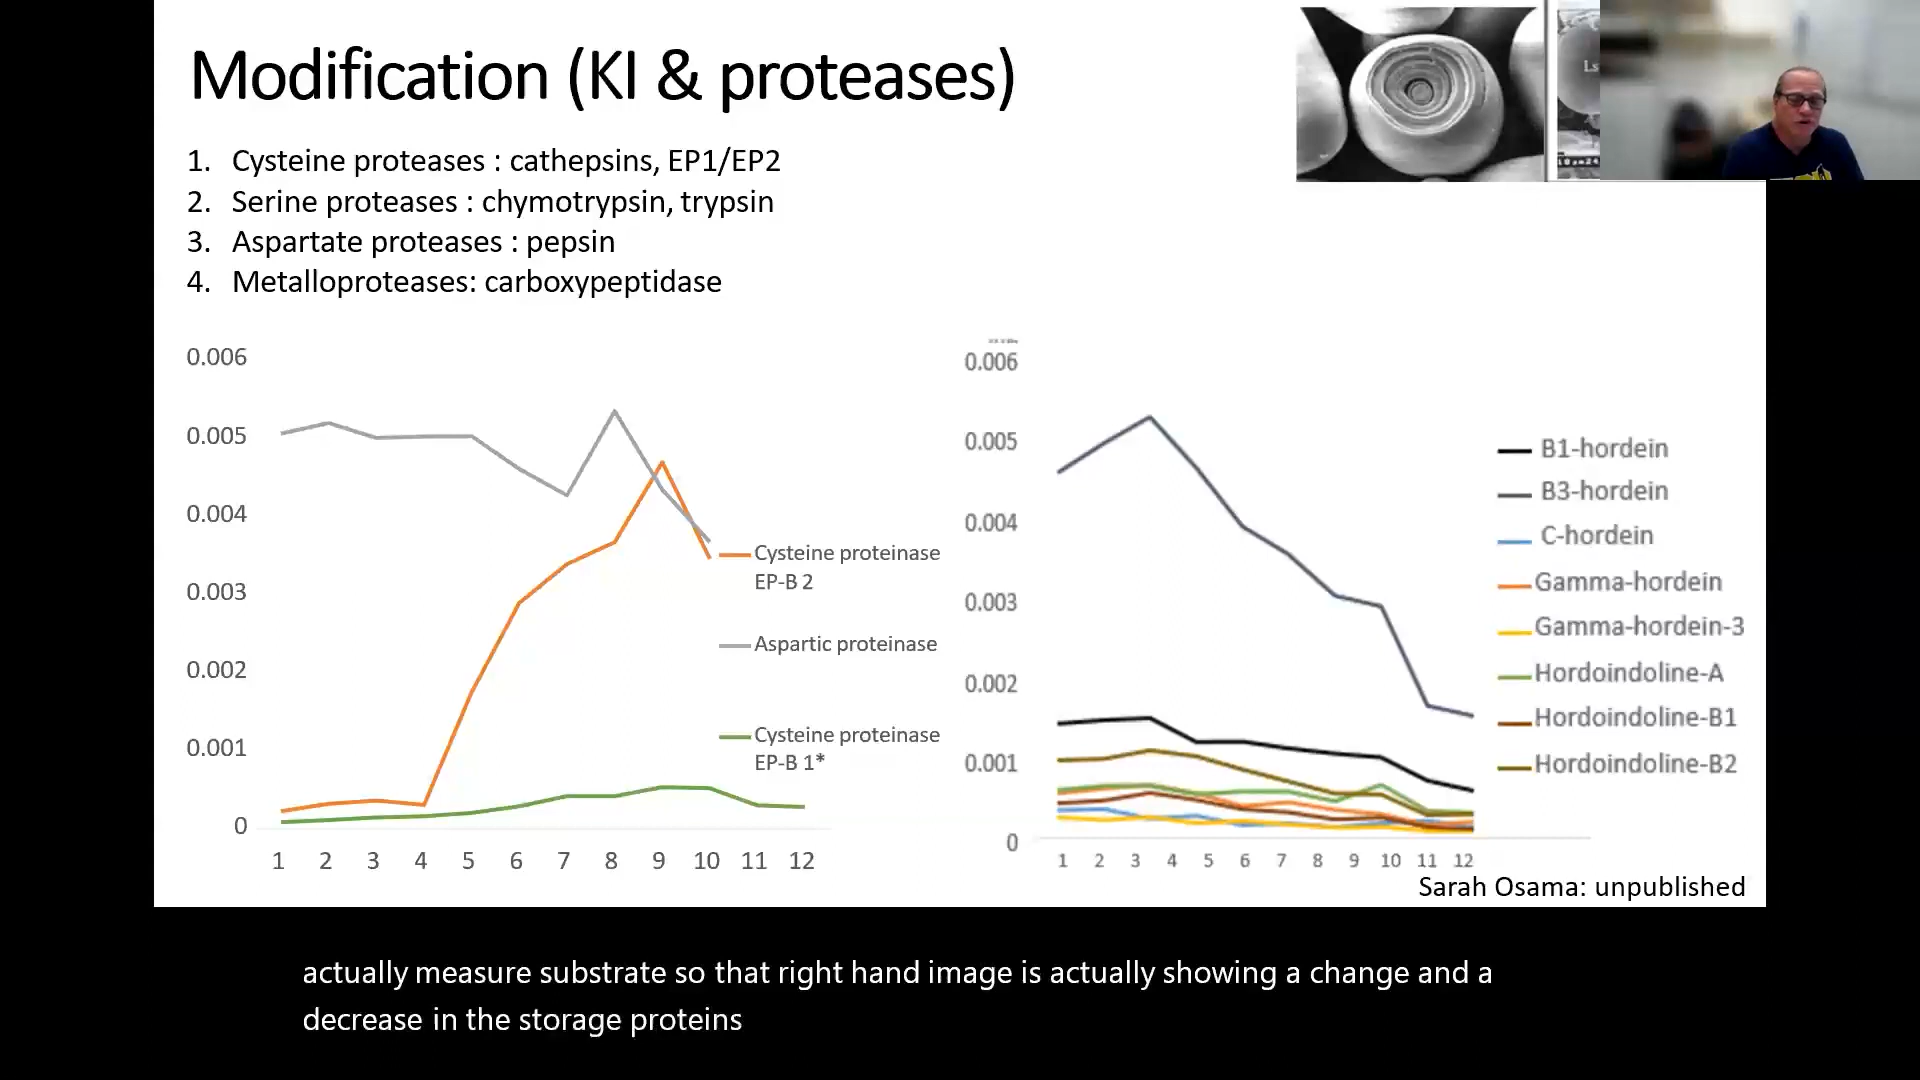 Modification (KI & proteases)
1. Cysteine proteases : cathepsins, EP1/EP2
2. Serine proteases : chymotrypsin, trypsin
3. Aspartate proteases : pepsin
4. Metalloproteases: carboxypeptidase
Ls
0.006
0.005
0.004
0.003
0.002
0.001
0
1 2 3 4 5 6 7 8 9 10 11 12
Cysteine proteinase
EP-B 2
Aspartic proteinase
Cysteine proteinase
EP-B 1*
0.006
0.005
0.004
0.003
0.002
0.001
0
1 2 3 4 5 6 7 8 9 10 11 12
B1-hordein
B3-hordein
C-hordein
Gamma-hordein
Gamma-hordein-3
Hordoindoline-A
Hordoindoline-B1
Hordoindoline-B2
Sarah Osama: unpublished
actually measure substrate so that right hand image is actually showing a change and a
decrease in the storage proteins